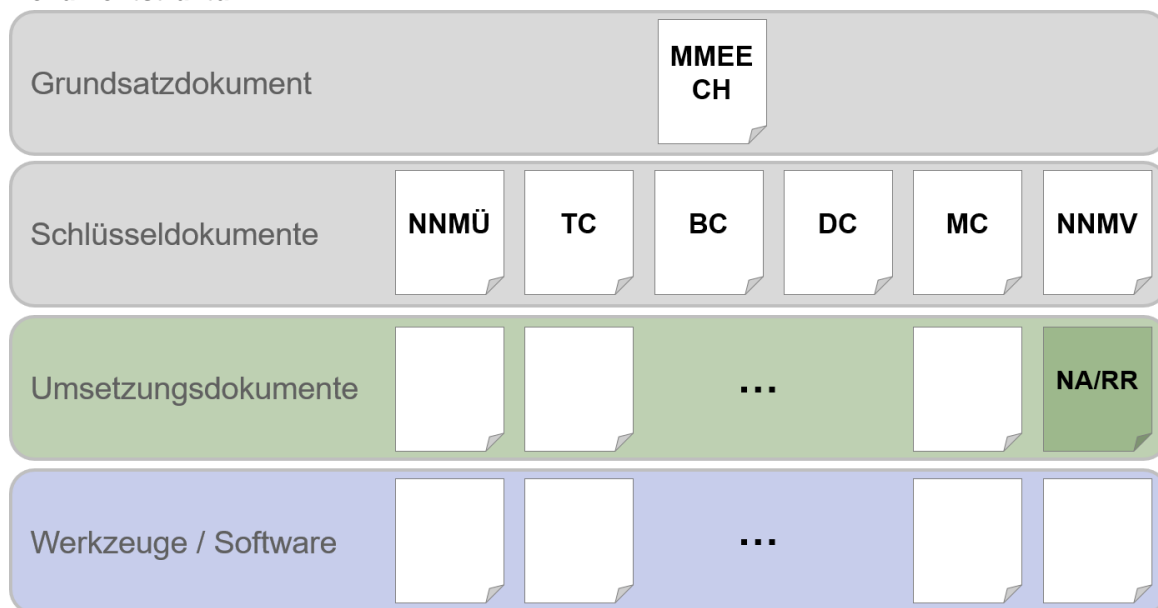 Grundsatzdokument
MMEE
CH
Schlüsseldokumente
NNMÜ
TC
BC
DC
MC
NNMV
Umsetzungsdokumente
...
NA/RR
Werkzeuge / Software
...